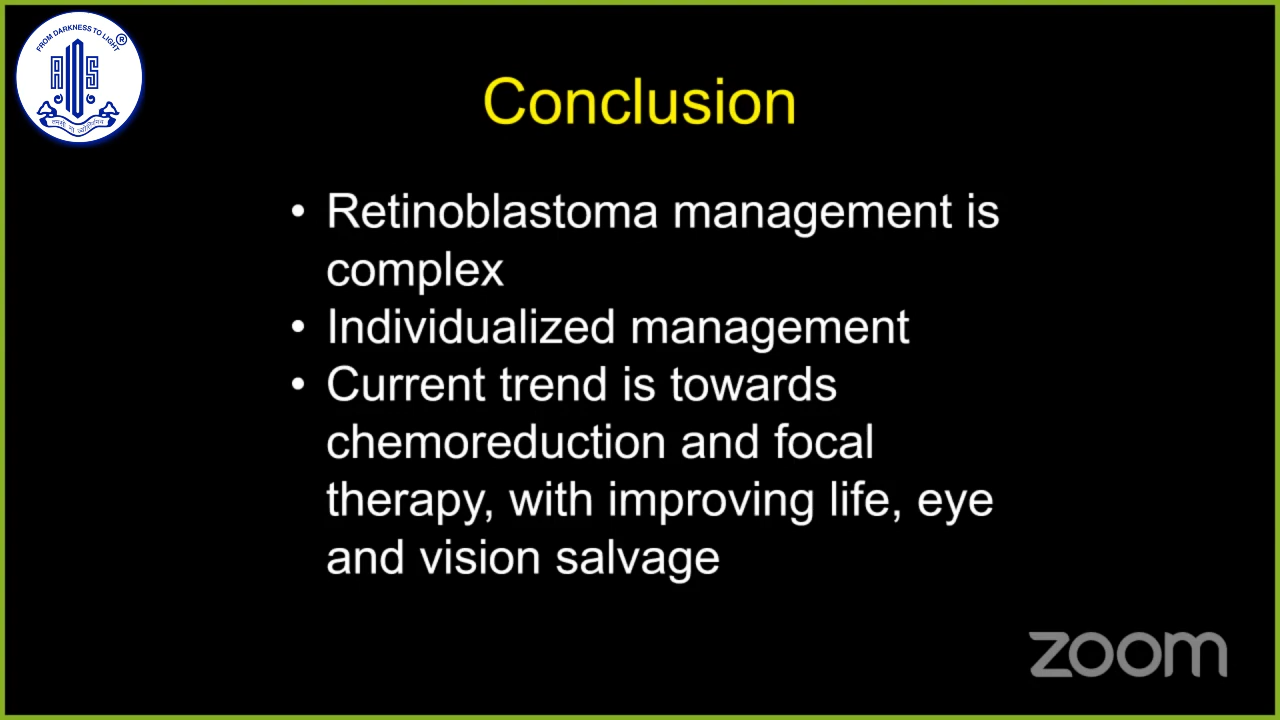 FROM DARKNESS TO LIGHT
®
AIOS
Conclusion
• Retinoblastoma management is
complex
• Individualized management
• Current trend is towards
chemoreduction and focal
therapy, with improving life, eye
and vision salvage
zoom